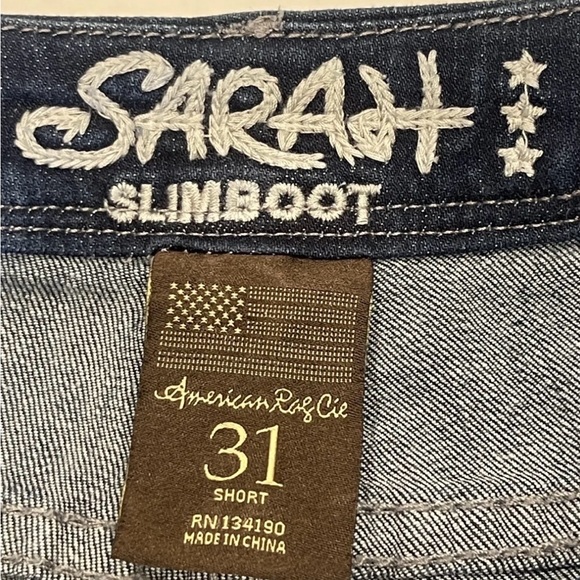 SARAH
SLIMBOOT
American Rag Cie
31
SHORT
RN 134190
MADE IN CHINA